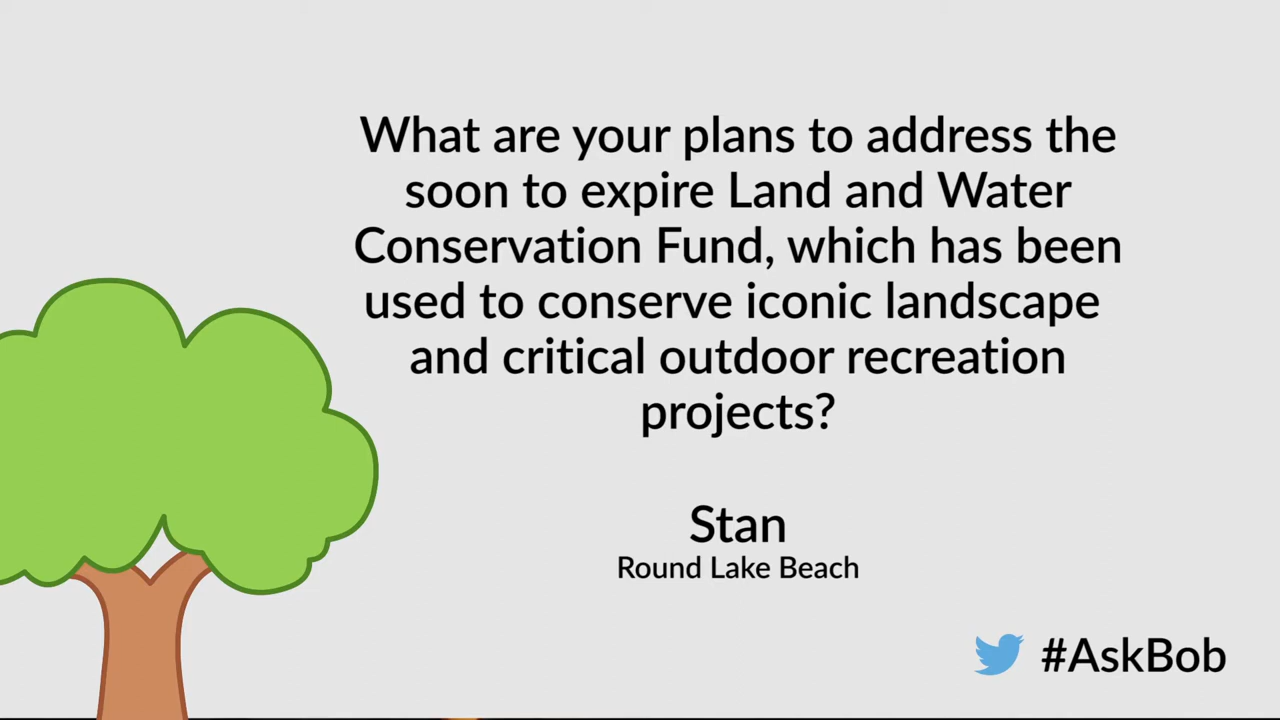 What are your plans to address the
soon to expire Land and Water
Conservation Fund, which has been
used to conserve iconic landscape
and critical outdoor recreation
projects?
Stan
Round Lake Beach
#AskBob